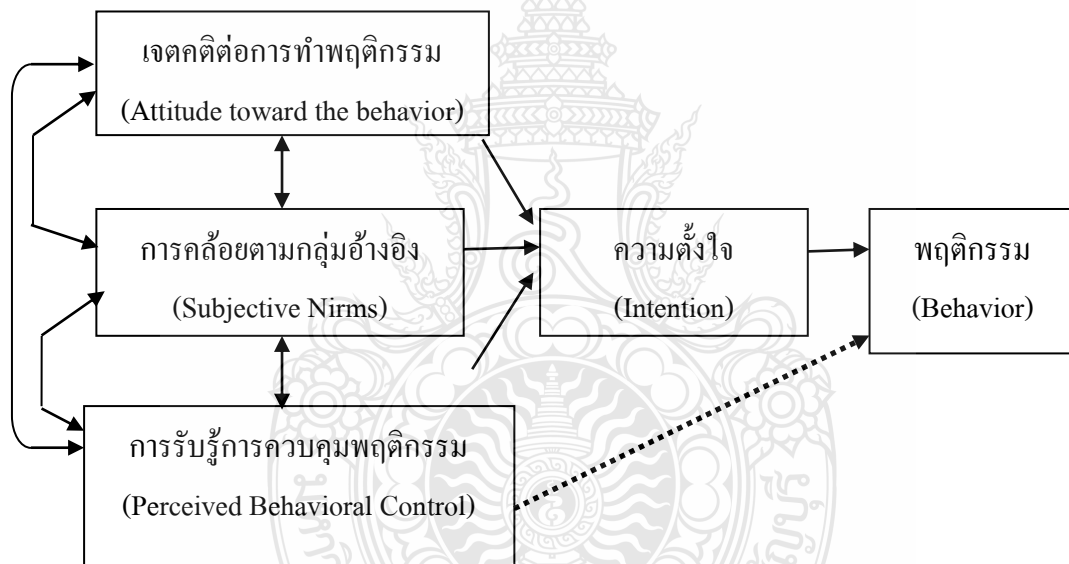 เจตคติต่อการทำพฤติกรรม
(Attitude toward the behavior)
การคล้อยตามกลุ่มอ้างอิง
(Subjective Nirms)
ความตั้งใจ
(Intention)
พฤติกรรม
(Behavior)
การรับรู้การควบคุมพฤติกรรม
(Perceived Behavioral Control)